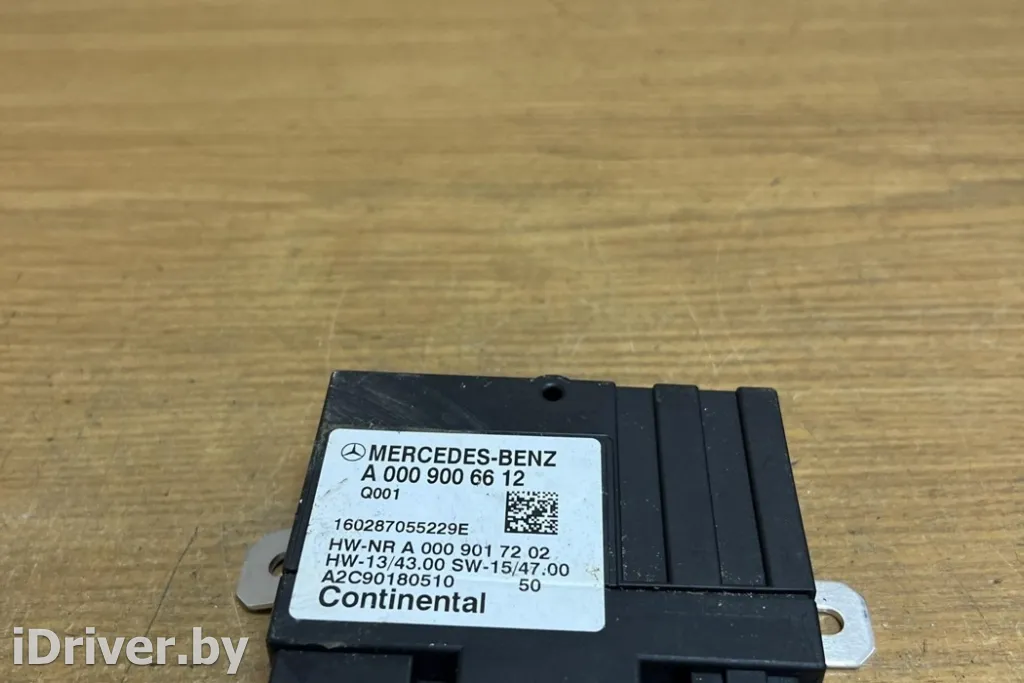 MERCEDES-BENZ
A 000 900 66 12
Q001
160287055229E
HW-NR A 000 901 72 02
HW-13/43.00 SW-15/47.00
A2C90180510 50
Continental
iDriver.by